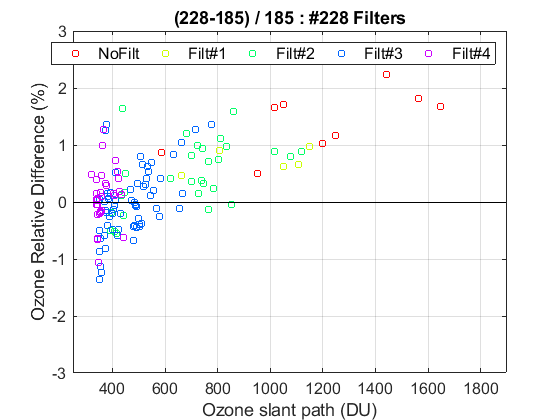 (228-185) / 185 : #228 Filters
NoFilt Filt#1 Filt#2 Filt#3 Filt#4
3
2
1
0
-1
-2
-3
Ozone Relative Difference (%)
400 600 800 1000 1200 1400 1600 1800
Ozone slant path (DU)